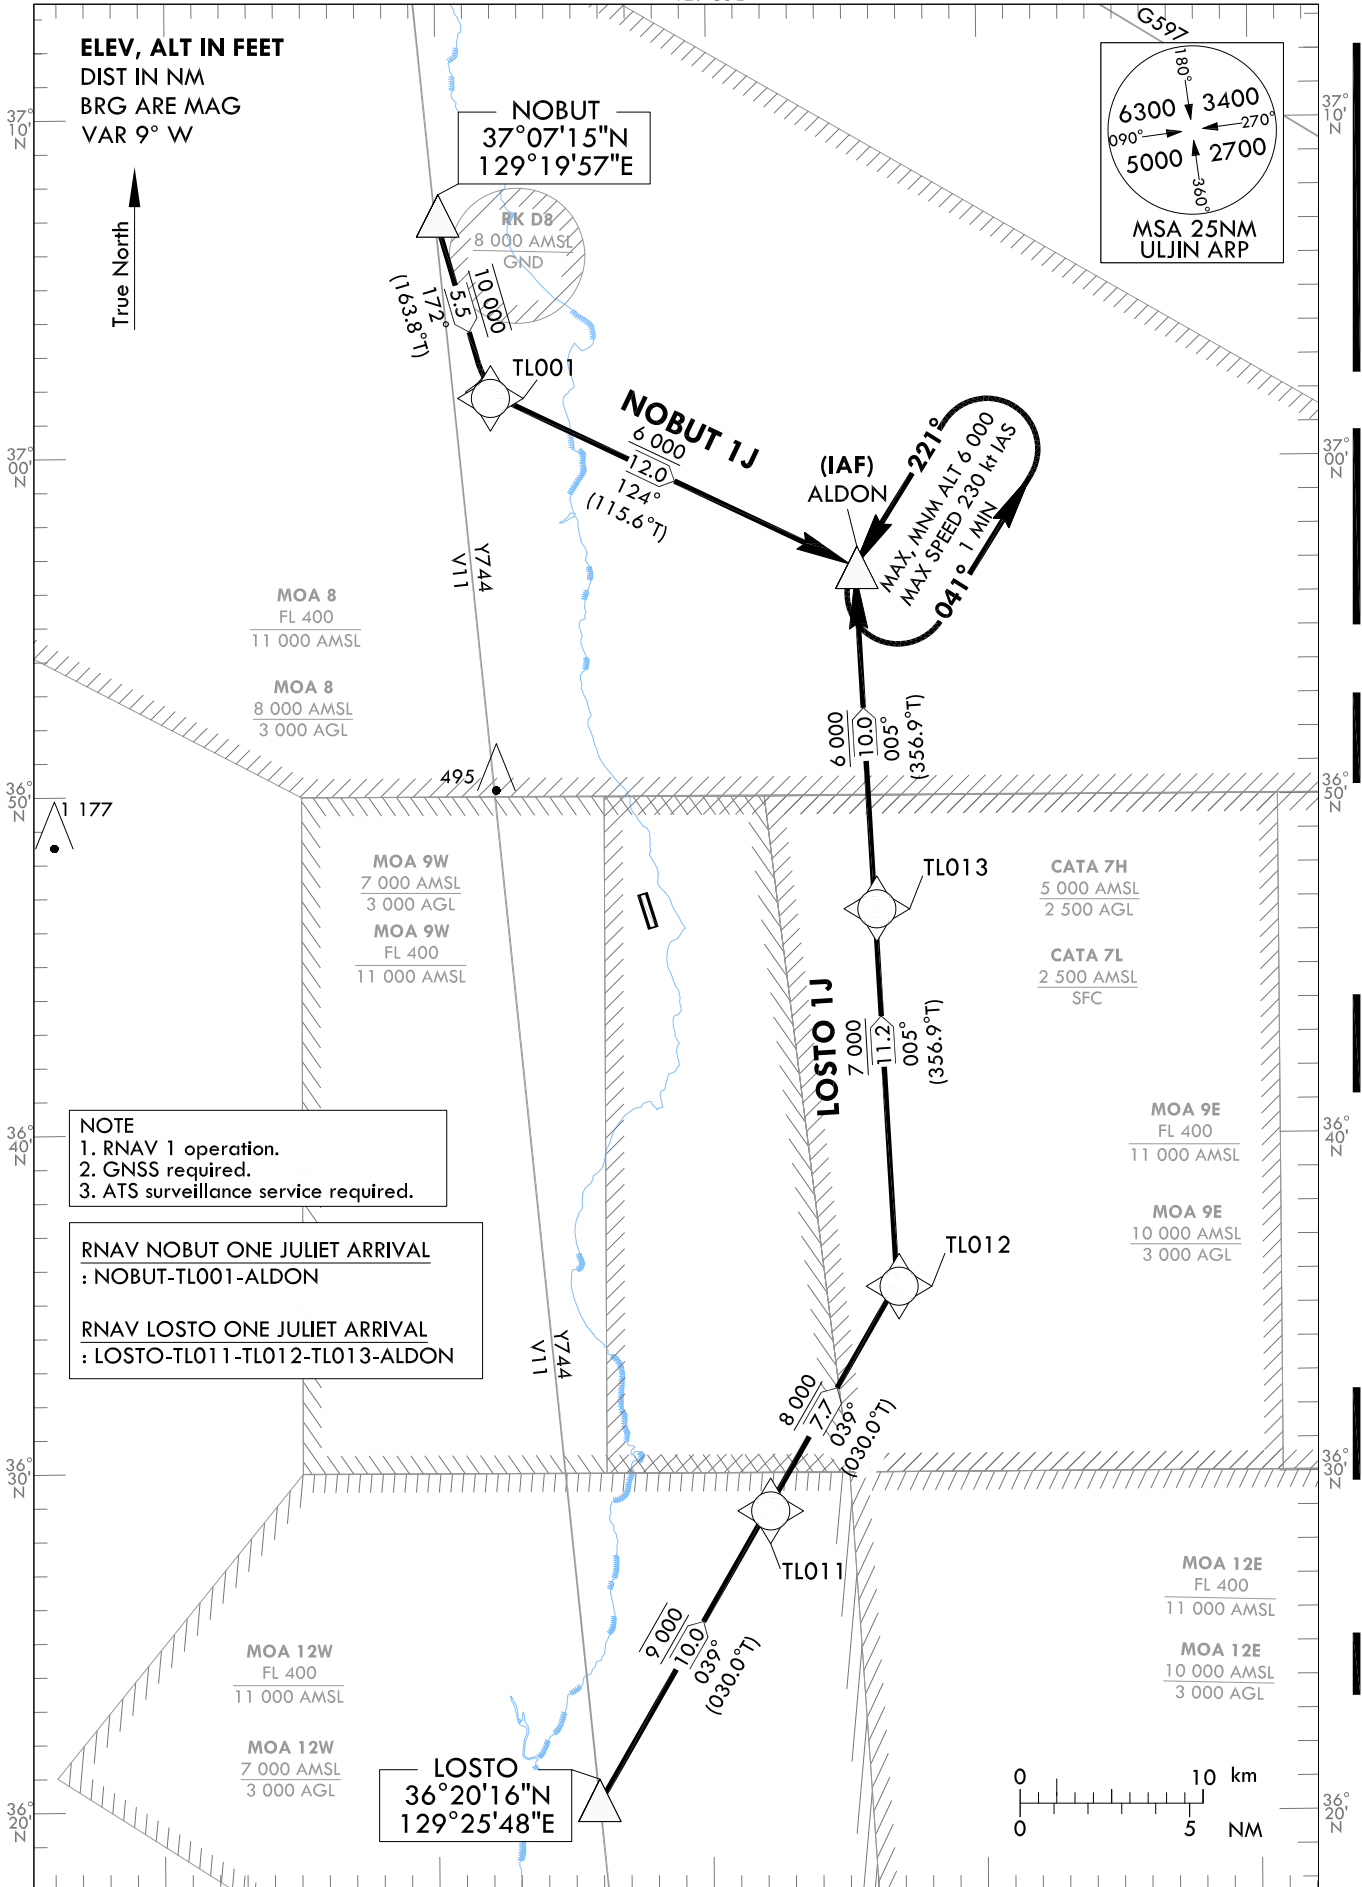 ELEV, ALT IN FEET
DIST IN NM
BRG ARE MAG
VAR 9° W
True North
NOBUT
37°07'15"N
129°19'57"E
G597
180°
6300
3400
090°
270°
5000
2700
360°
MSA 25NM
ULJIN ARP
37°
10'
N
37°
10'
N
RK D8
8 000 AMSL
GND
10 000
5.5
172°
(163.8°T)
TL001
NOBUT 1J
6 000
12.0
124°
(115.6°T)
(IAF)
ALDON
221°
MAX, MNM ALT 6 000
MAX SPEED 230 kt IAS
1 MIN
041°
37°
00'
N
37°
00'
N
Y744
V11
MOA 8
FL 400
11 000 AMSL
MOA 8
8 000 AMSL
3 000 AGL
6 000
10.0
005°
(356.9°T)
495
1 177
36°
50'
N
36°
50'
N
MOA 9W
7 000 AMSL
3 000 AGL
MOA 9W
FL 400
11 000 AMSL
TL013
CATA 7H
5 000 AMSL
2 500 AGL
CATA 7L
2 500 AMSL
SFC
LOSTO 1J
7 000
11.2
005°
(356.9°T)
36°
40'
N
36°
40'
N
NOTE
1. RNAV 1 operation.
2. GNSS required.
3. ATS surveillance service required.
MOA 9E
FL 400
11 000 AMSL
MOA 9E
10 000 AMSL
3 000 AGL
RNAV NOBUT ONE JULIET ARRIVAL
: NOBUT-TL001-ALDON
RNAV LOSTO ONE JULIET ARRIVAL
: LOSTO-TL011-TL012-TL013-ALDON
TL012
Y744
V11
8 000
7.7
039°
(030.0°T)
36°
30'
N
36°
30'
N
TL011
9 000
10.0
039°
(030.0°T)
MOA 12E
FL 400
11 000 AMSL
MOA 12E
10 000 AMSL
3 000 AGL
MOA 12W
FL 400
11 000 AMSL
MOA 12W
7 000 AMSL
3 000 AGL
LOSTO
36°20'16"N
129°25'48"E
36°
20'
N
36°
20'
N
0 10 km
0 5 NM